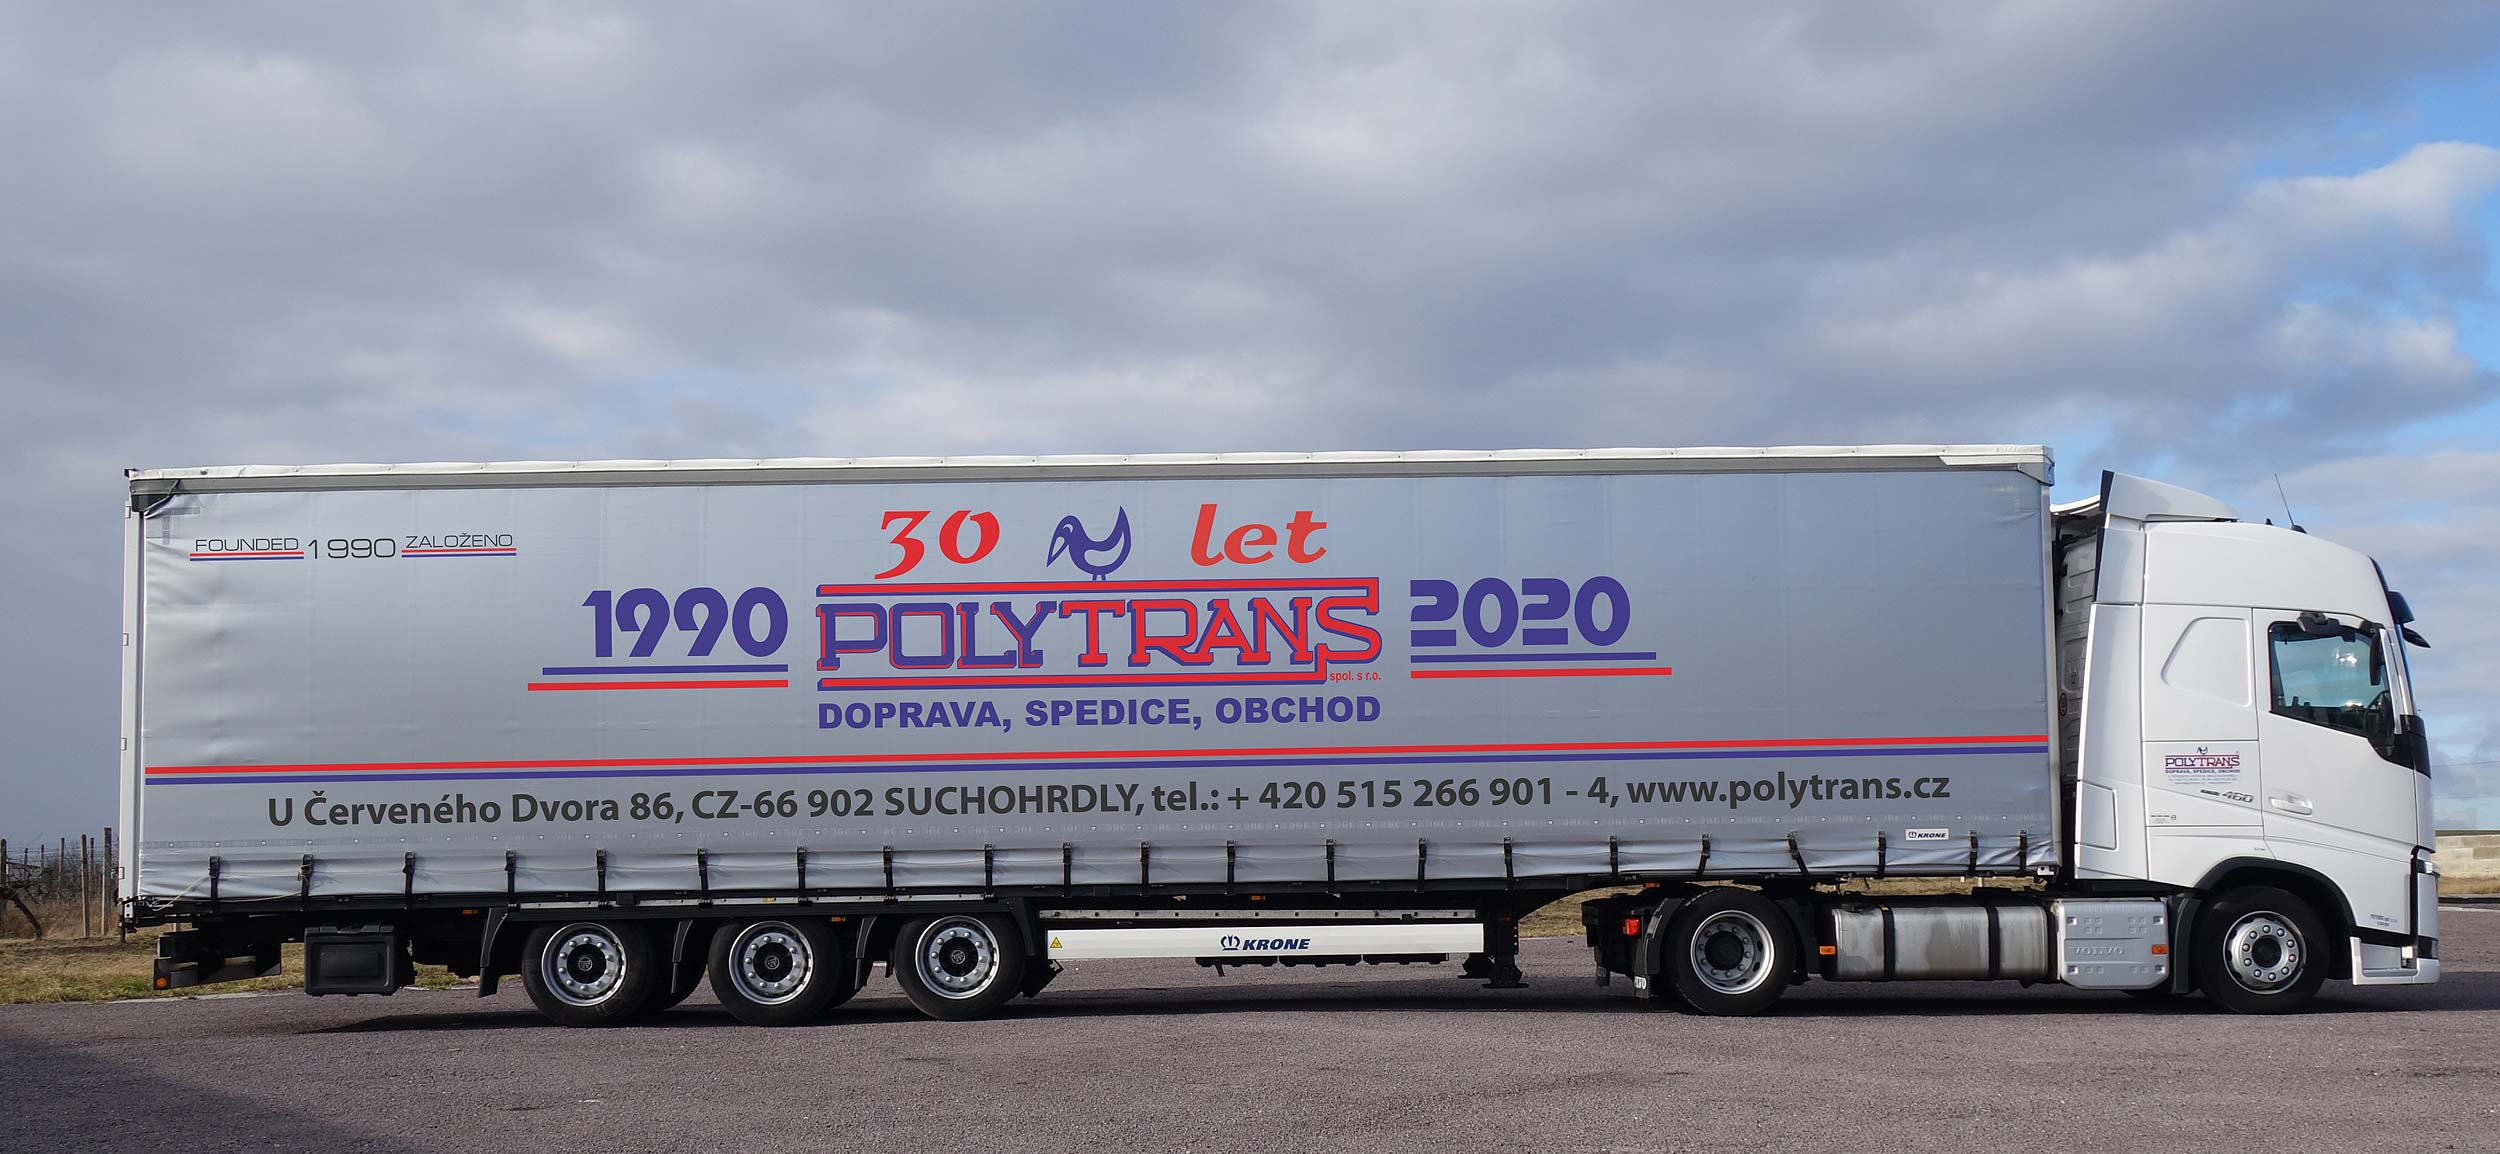 FOUNDED 1990 ZALOŽENO
30 let
1990 POLYTRANS 2020
spol. s r.o.
DOPRAVA, SPEDICE, OBCHOD
U Červeného Dvora 86, CZ-66 902 SUCHOHRDLY, tel.: + 420 515 266 901 - 4, www.polytrans.cz
KRONE
KRONE
POLYTRANS
DOPRAVA, SPEDICE, OBCHOD
460
VOLVO